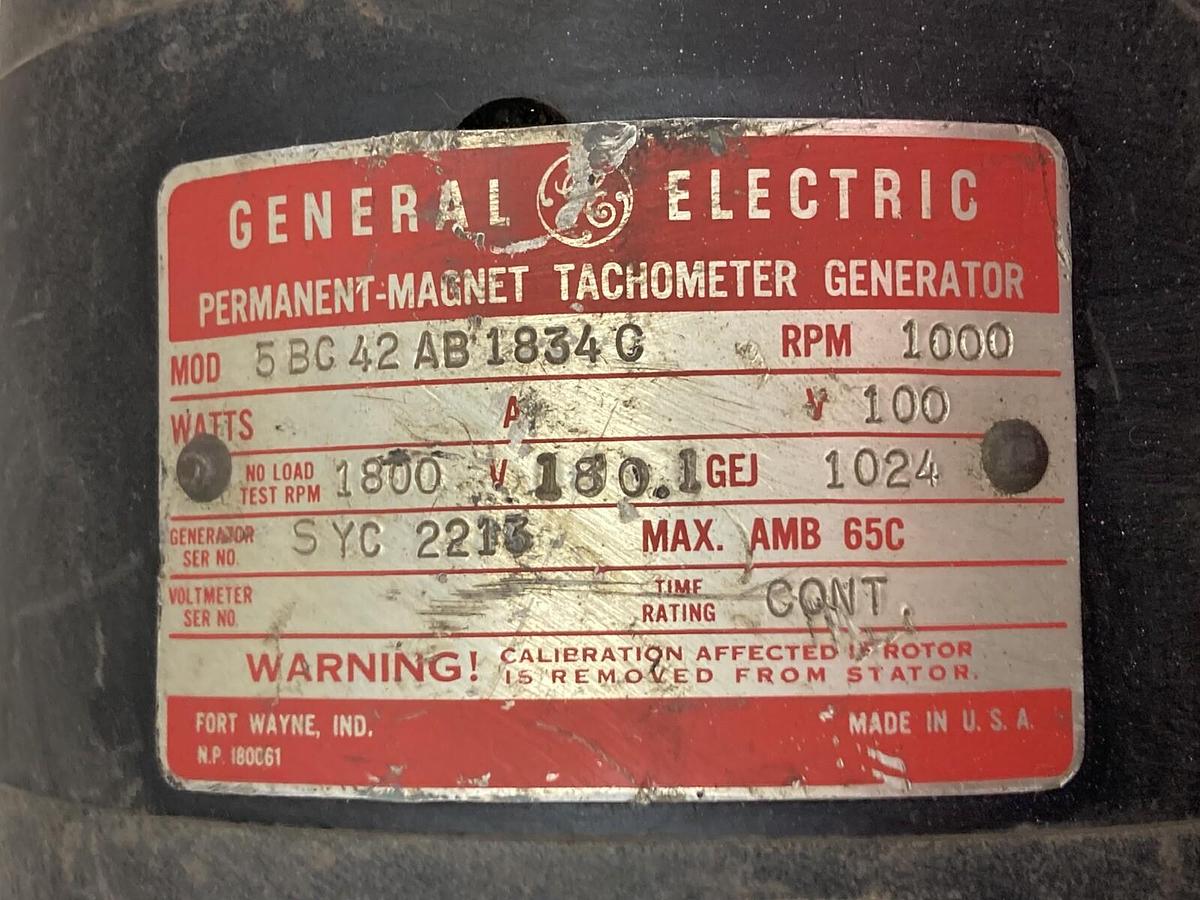 GENERAL GE ELECTRIC
PERMANENT-MAGNET TACHOMETER GENERATOR
MOD 5BC42AB1834C RPM 1000
WATTS A V 100
NO LOAD TEST RPM 1800 V 180.1 GEJ 1024
GENERATOR SER NO. SYC 2213 MAX. AMB 65C
VOLTMETER SER NO. TIME RATING CONT.
WARNING! CALIBRATION AFFECTED IF ROTOR
IS REMOVED FROM STATOR.
FORT WAYNE, IND. MADE IN U.S.A.
N.P. 180061